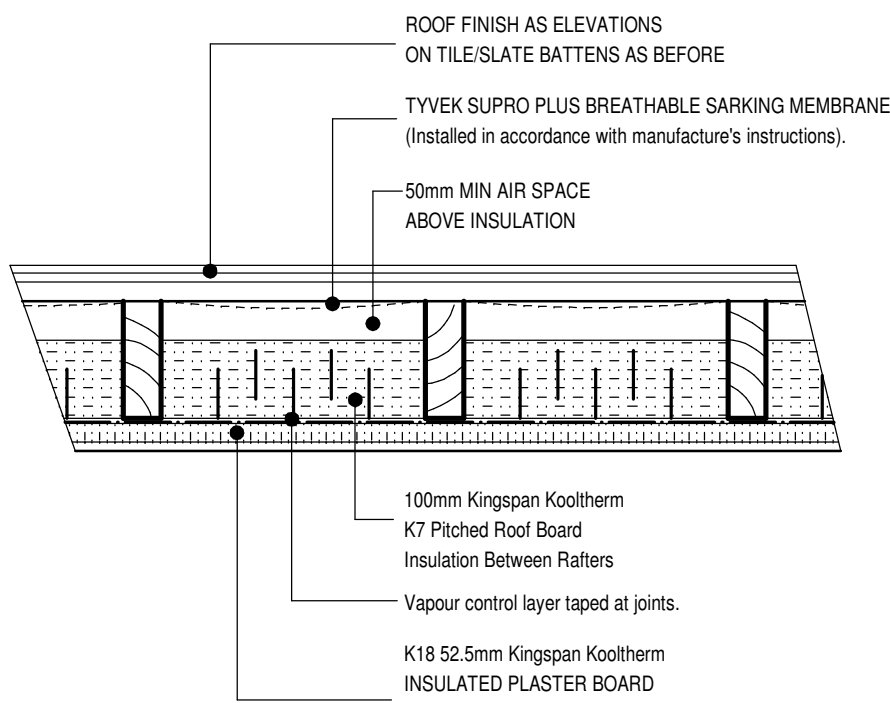 ROOF FINISH AS ELEVATIONS
ON TILE/SLATE BATTENS AS BEFORE
TYVEK SUPRO PLUS BREATHABLE SARKING MEMBRANE
(Installed in accordance with manufacture's instructions).
50mm MIN AIR SPACE
ABOVE INSULATION
100mm Kingspan Kooltherm
K7 Pitched Roof Board
Insulation Between Rafters
Vapour control layer taped at joints.
K18 52.5mm Kingspan Kooltherm
INSULATED PLASTER BOARD